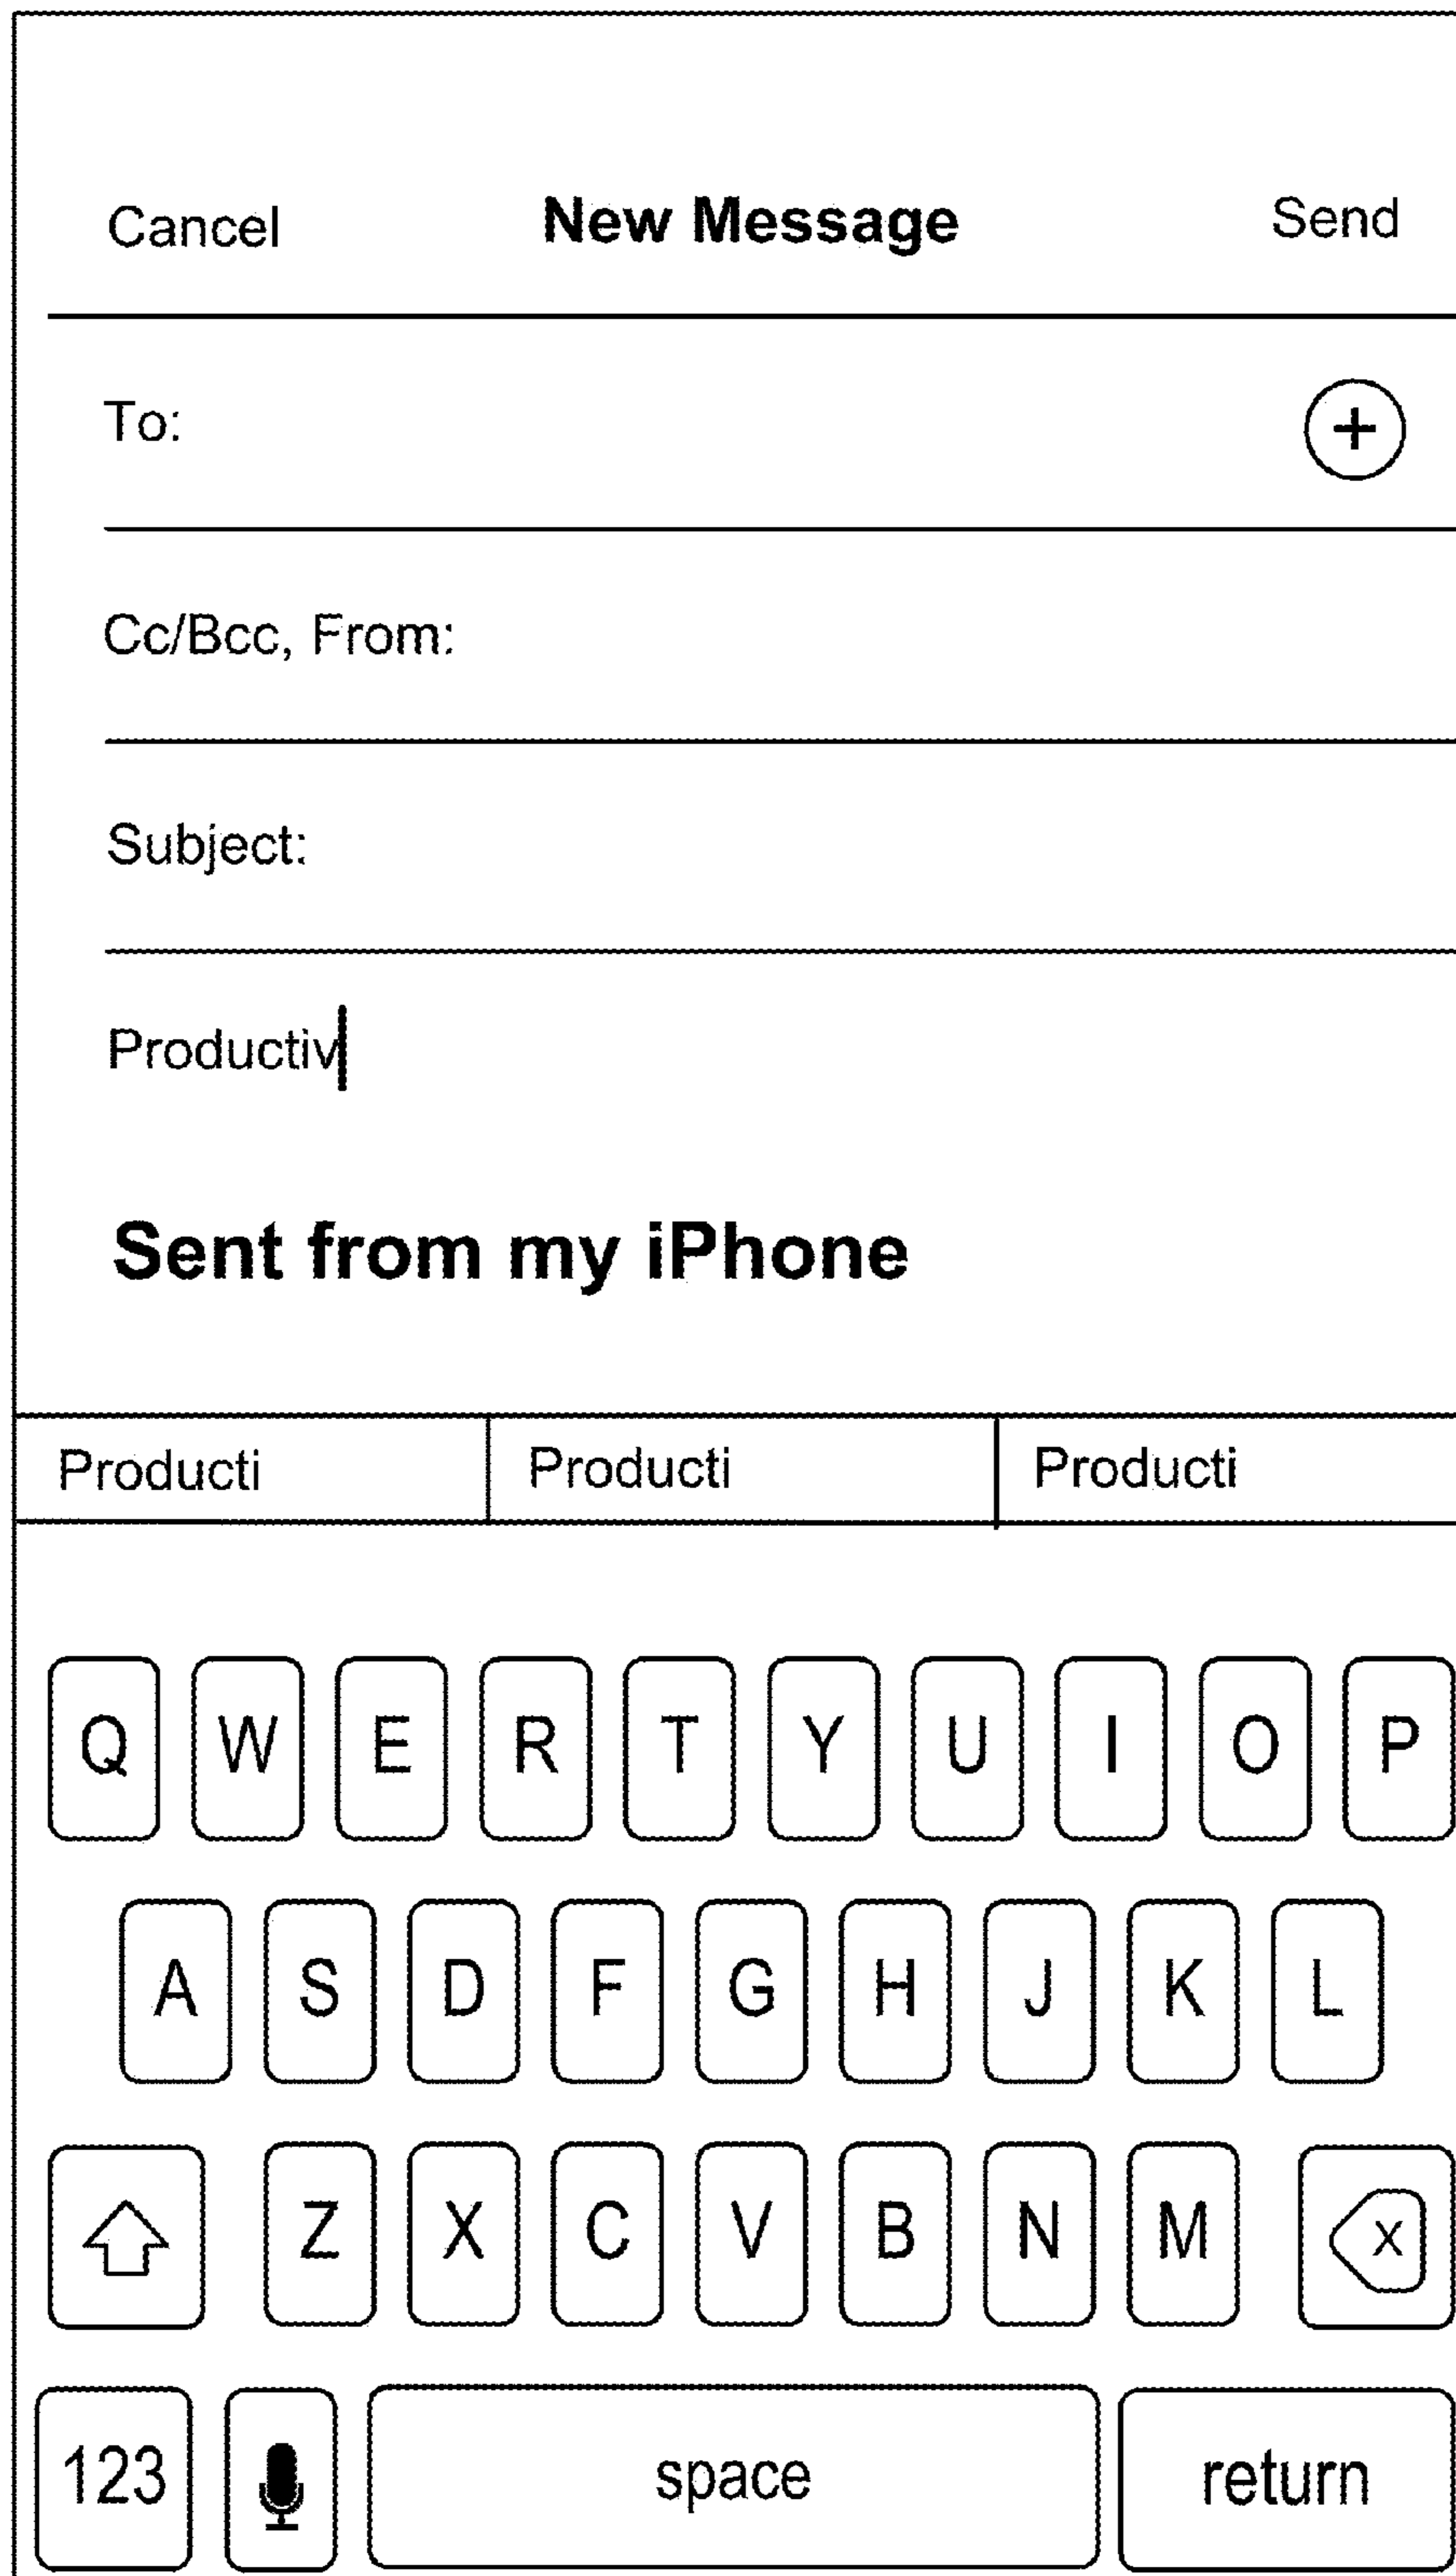 Cancel New Message Send
To: +
Cc/Bcc, From:
Subject:
Productiv
Sent from my iPhone
Producti Producti Producti
Q W E R T Y U I O P
A S D F G H J K L
Z X C V B N M X
123 space return